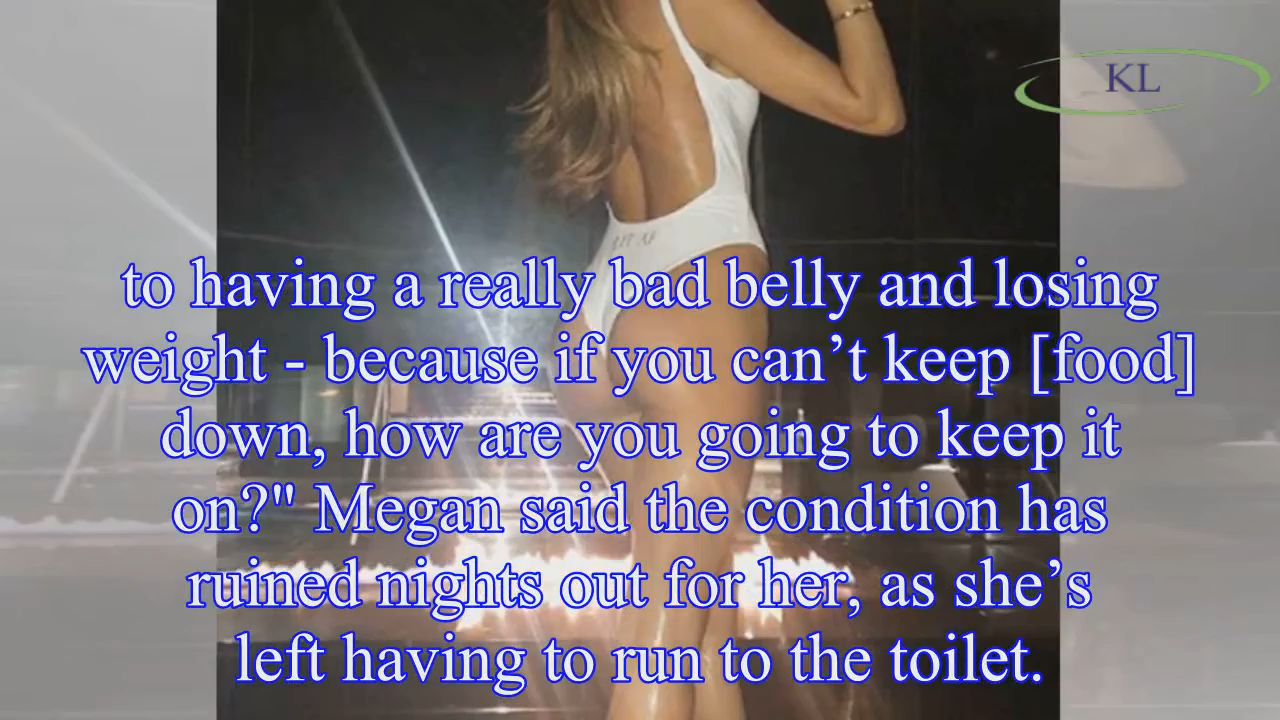 KL
to having a really bad belly and losing
weight - because if you can’t keep [food]
down, how are you going to keep it
on?" Megan said the condition has
ruined nights out for her, as she’s
left having to run to the toilet.